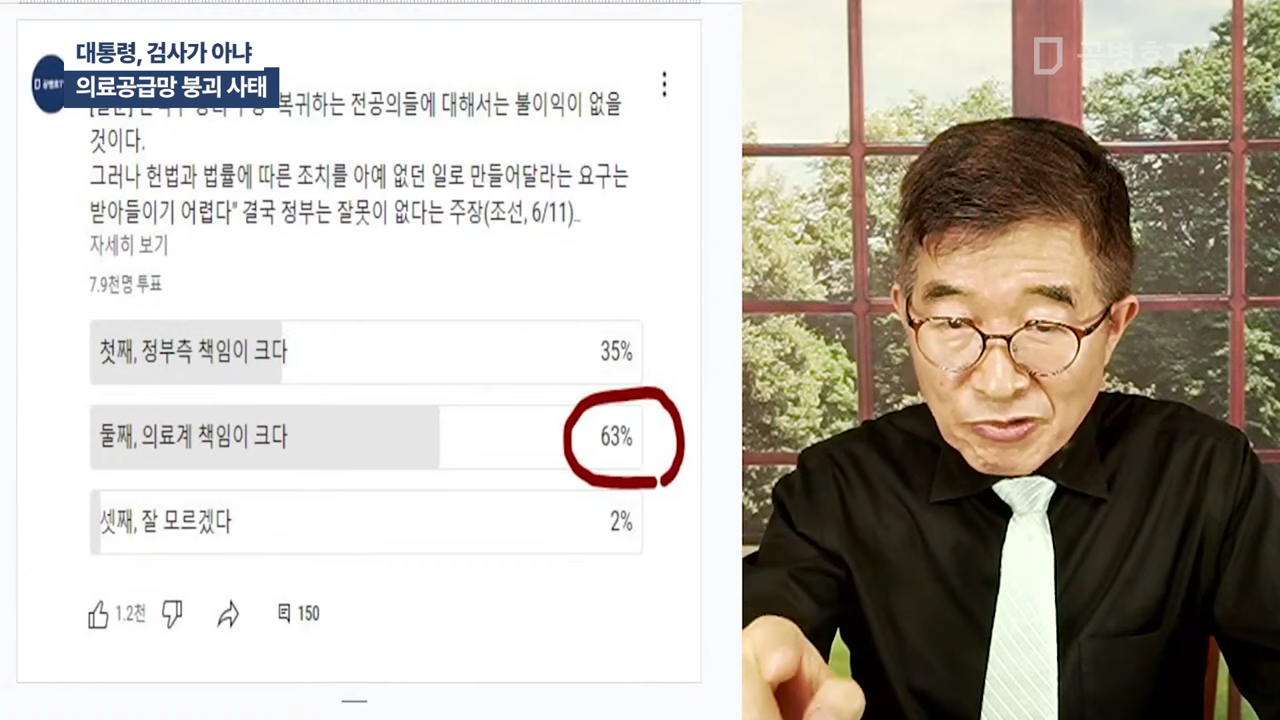 대통령, 검사가 아냐
의료공급망 붕괴 사태
복귀하는 전공의들에 대해서는 불이익이 없을
것이다.
그러나 헌법과 법률에 따른 조치를 아예 없던 일로 만들어달라는 요구는
받아들이기 어렵다" 결국 정부는 잘못이 없다는 주장(조선, 6/11)...
자세히 보기
7.9천명 투표
첫째, 정부측 책임이 크다 35%
둘째, 의료계 책임이 크다 63%
셋째, 잘 모르겠다 2%
1.2천 150
공병호TV